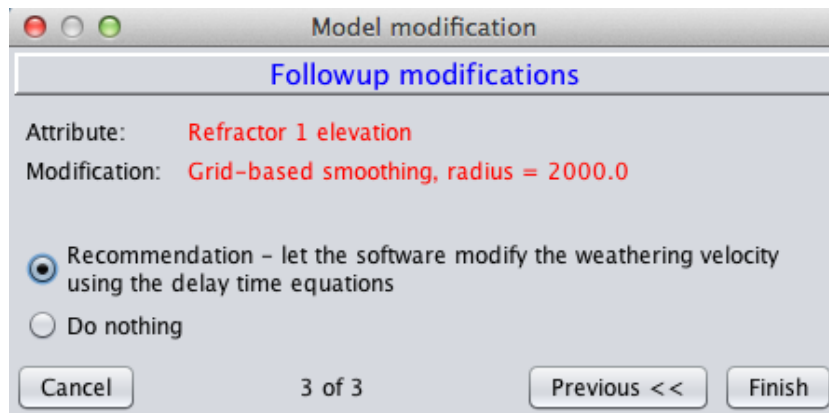 Model modification
Followup modifications
Attribute: Refractor 1 elevation
Modification: Grid-based smoothing, radius = 2000.0
Recommendation - let the software modify the weathering velocity
using the delay time equations
Do nothing
Cancel 3 of 3 Previous << Finish